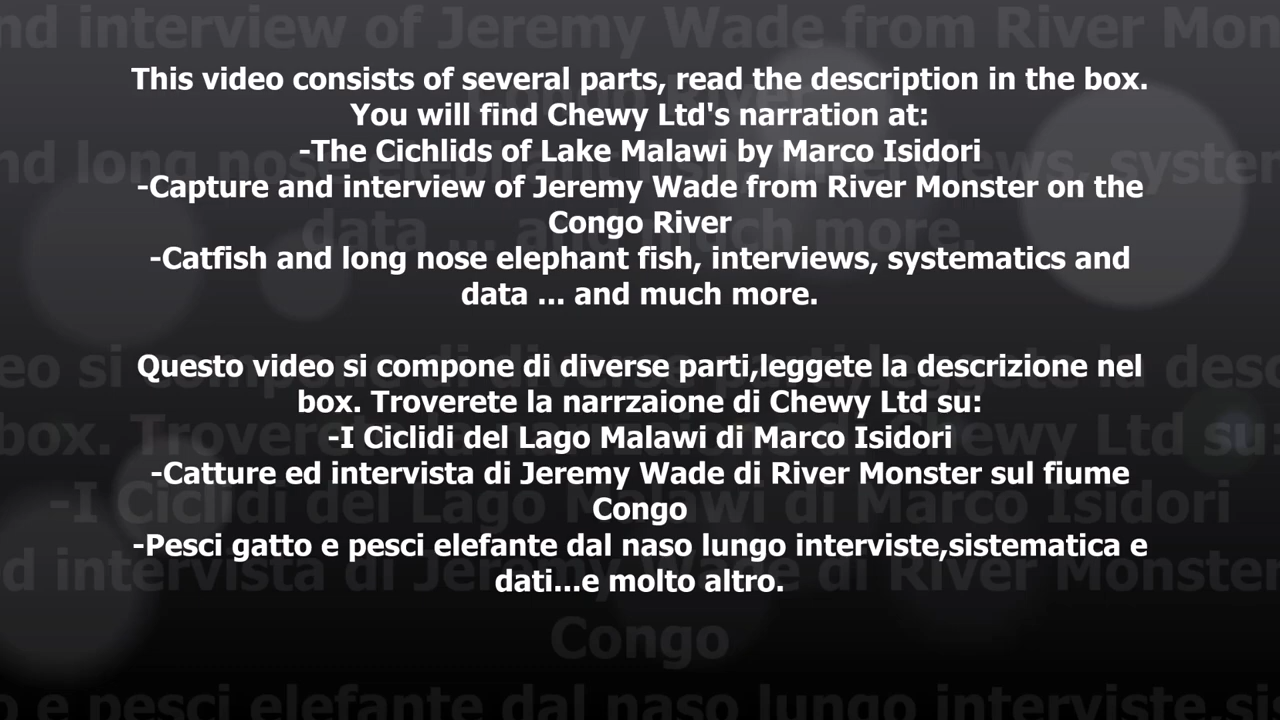 This video consists of several parts, read the description in the box.
You will find Chewy Ltd's narration at:
-The Cichlids of Lake Malawi by Marco Isidori
-Capture and interview of Jeremy Wade from River Monster on the
Congo River
-Catfish and long nose elephant fish, interviews, systematics and
data ... and much more.
Questo video si compone di diverse parti,leggete la descrizione nel
box. Troverete la narrzaione di Chewy Ltd su:
-I Ciclidi del Lago Malawi di Marco Isidori
-Catture ed intervista di Jeremy Wade di River Monster sul fiume
Congo
-Pesci gatto e pesci elefante dal naso lungo interviste,sistematica e
dati...e molto altro.